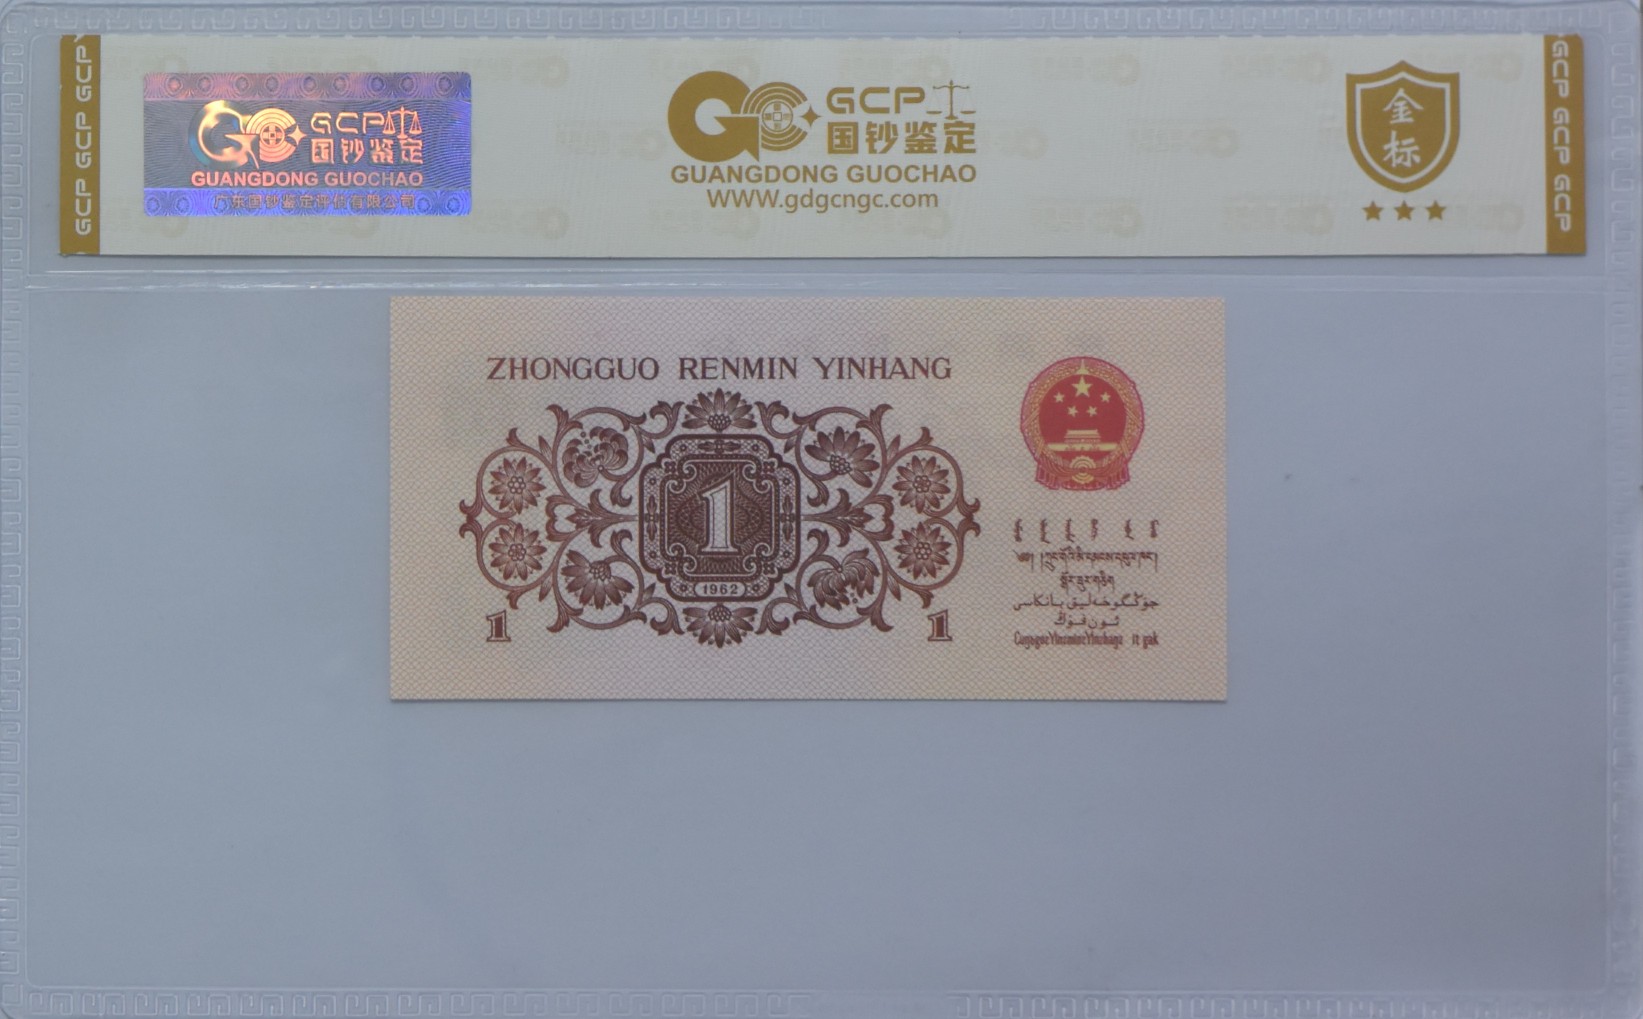 GCP GCP GCP
GCP
国钞鉴定
GUANGDONG GUOCHAO
广东国钞鉴定评估有限公司
GCP
国钞鉴定
GUANGDONG GUOCHAO
WWW.gdgcngc.com
金标
GCP GCP GCP
ZHONGGUO RENMIN YINHANG
1
1962
1
1